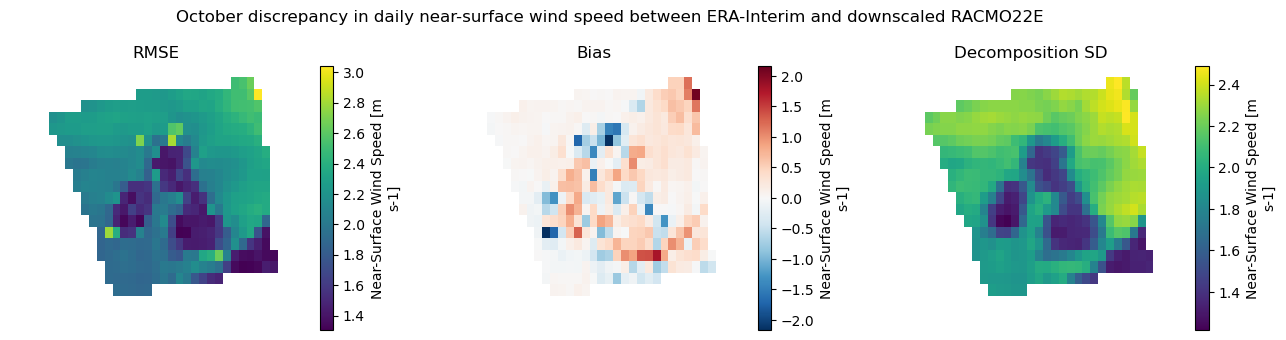 October discrepancy in daily near-surface wind speed between ERA-Interim and downscaled RACMO22E
RMSE
3.0
2.8
2.6
2.4
2.2
2.0
1.8
1.6
1.4
Near-Surface Wind Speed [m
s-1]
Bias
2.0
1.5
1.0
0.5
0.0
−0.5
−1.0
−1.5
−2.0
Near-Surface Wind Speed [m
s-1]
Decomposition SD
2.4
2.2
2.0
1.8
1.6
1.4
Near-Surface Wind Speed [m
s-1]